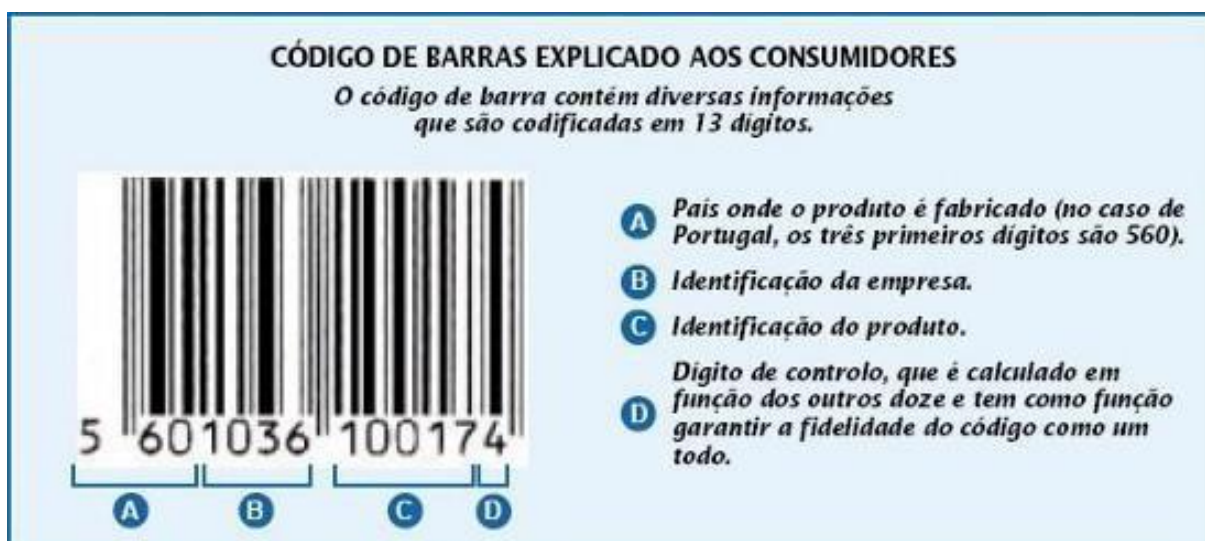 CÓDIGO DE BARRAS EXPLICADO AOS CONSUMIDORES
O código de barra contém diversas informações
que são codificadas em 13 dígitos.
A País onde o produto é fabricado (no caso de
Portugal, os três primeiros dígitos são 560).
B Identificação da empresa.
C Identificação do produto.
D Dígito de controlo, que é calculado em
função dos outros doze e tem como função
garantir a fidelidade do código como um
todo.
5 601036 100174
A B C D